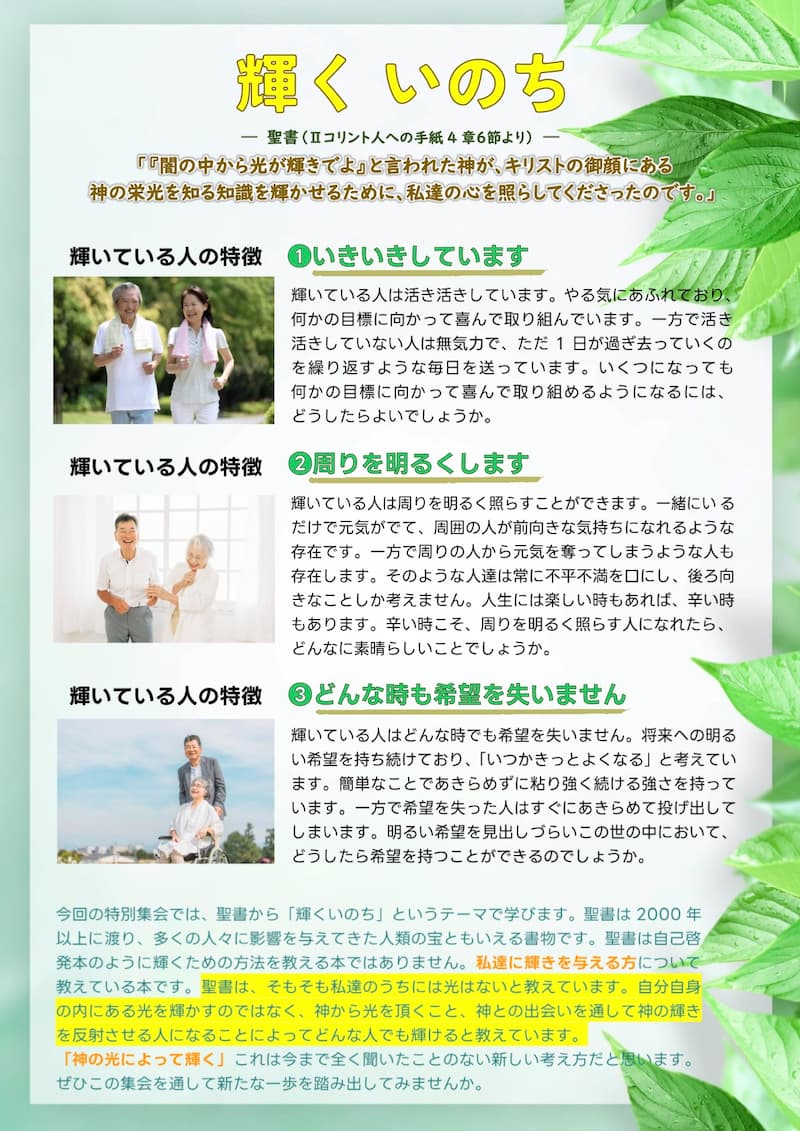 輝く いのち
― 聖書（Ⅱコリント人への手紙4章6節より） ―
「『闇の中から光が輝きでよ』と言われた神が、キリストの御顔にある
神の栄光を知る知識を輝かせるために、私達の心を照らしてくださったのです。」
輝いている人の特徴
❶いきいきしています
輝いている人は活き活きしています。やる気にあふれており、
何かの目標に向かって喜んで取り組んでいます。一方で活き
活きしていない人は無気力で、ただ1日が過ぎ去っていくの
を繰り返すような毎日を送っています。いくつになっても
何かの目標に向かって喜んで取り組めるようになるには、
どうしたらよいでしょうか。
輝いている人の特徴
❷周りを明るくします
輝いている人は周りを明るく照らすことができます。一緒にいる
だけで元気がでて、周囲の人が前向きな気持ちになれるような
存在です。一方で周りの人から元気を奪ってしまうような人も
存在します。そのような人達は常に不平不満を口にし、後ろ向
きなことしか考えません。人生には楽しい時もあれば、辛い時
もあります。辛い時こそ、周りを明るく照らす人になれたら、
どんなに素晴らしいことでしょうか。
輝いている人の特徴
❸どんな時も希望を失いません
輝いている人はどんな時でも希望を失いません。将来への明る
い希望を持ち続けており、「いつかきっとよくなる」と考えてい
ます。簡単なことであきらめずに粘り強く続ける強さを持って
います。一方で希望を失った人はすぐにあきらめて投げ出して
しまいます。明るい希望を見出しづらいこの世の中において、
どうしたら希望を持つことができるのでしょうか。
今回の特別集会では、聖書から「輝くいのち」というテーマで学びます。聖書は2000年
以上に渡り、多くの人々に影響を与えてきた人類の宝ともいえる書物です。聖書は自己啓
発本のように輝くための方法を教える本ではありません。私達に輝きを与える方について
教えている本です。聖書は、そもそも私達のうちには光はないと教えています。自分自身
の内にある光を輝かすのではなく、神から光を頂くこと、神との出会いを通して神の輝き
を反射させる人になることによってどんな人でも輝けると教えています。
「神の光によって輝く」これは今まで全く聞いたことのない新しい考え方だと思います。
ぜひこの集会を通して新たな一歩を踏み出してみませんか。